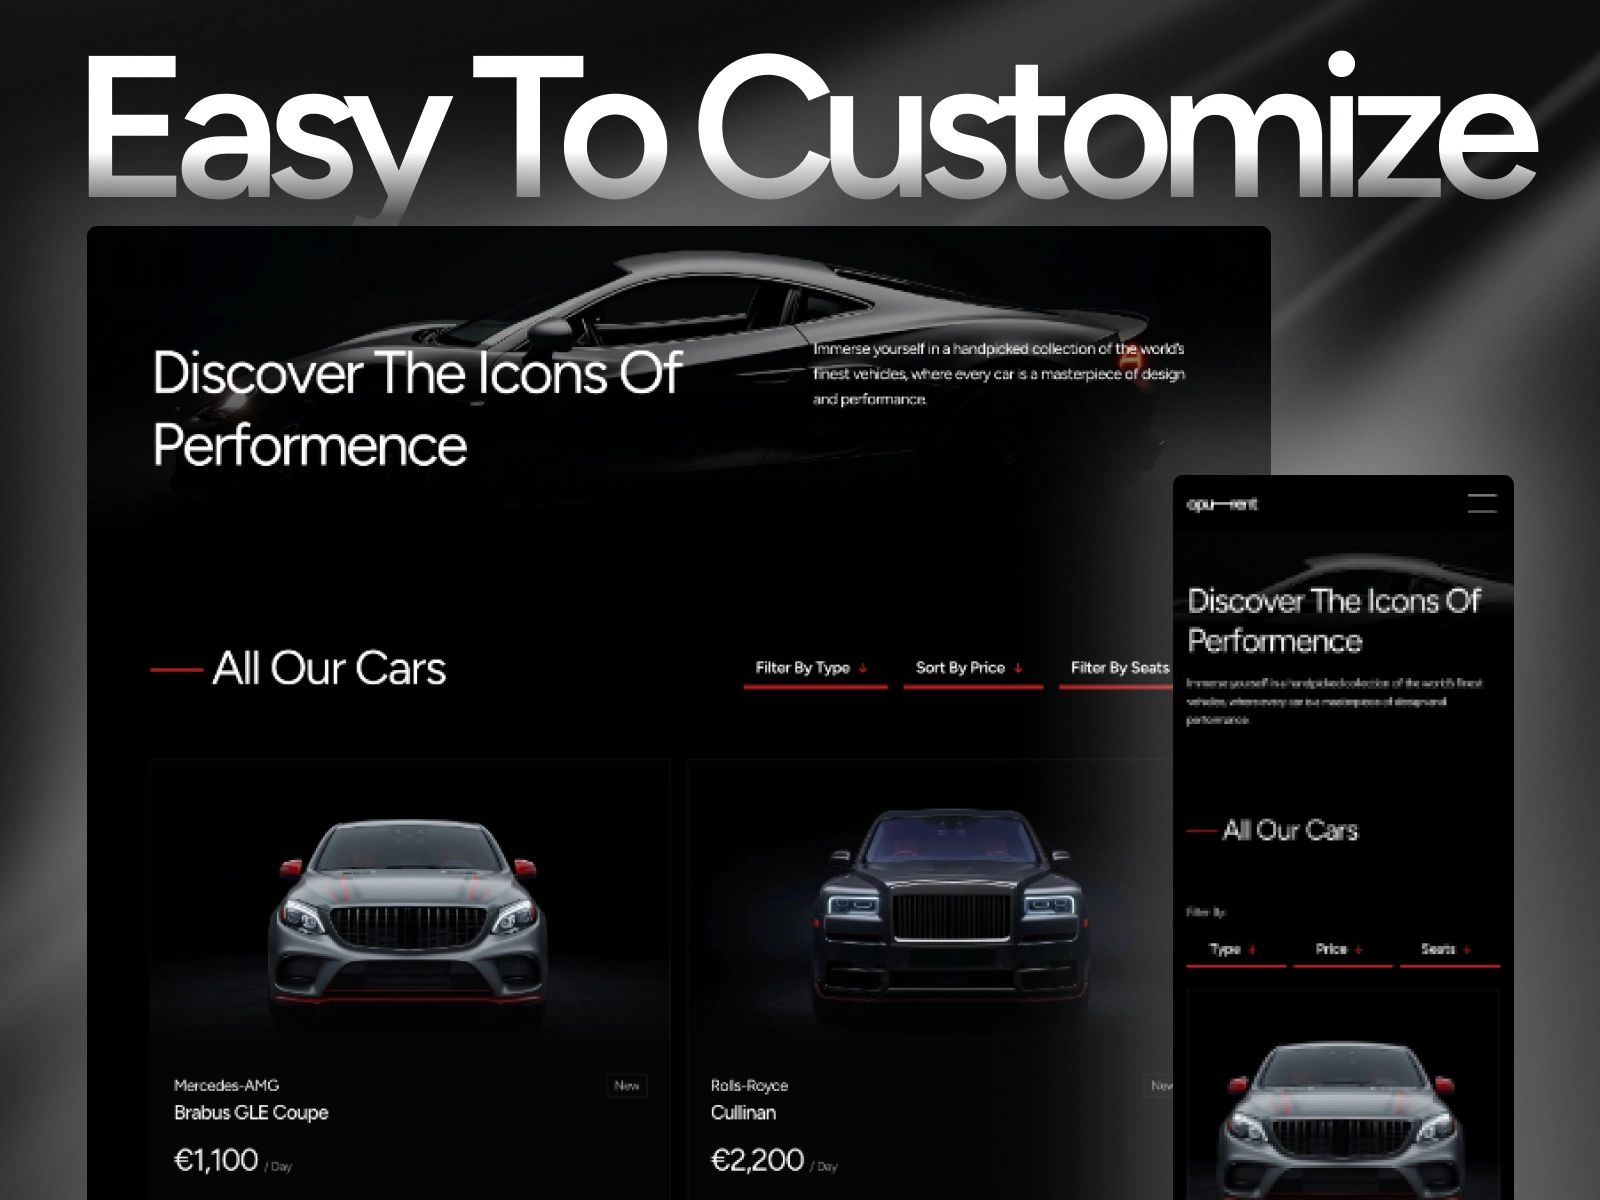 Easy To Customize
Discover The Icons Of
Performence
Immerse yourself in a handpicked collection of the world's
finest vehicles, where every car is a masterpiece of design
and performance.
All Our Cars
Filter By Type ↓
Sort By Price ↓
Filter By Seats
Mercedes-AMG
New
Brabus GLE Coupe
€1,100 / Day
Rolls-Royce
New
Cullinan
€2,200 / Day
opu—rent
Discover The Icons Of
Performence
Immerse yourself in a handpicked collection of the world's finest
vehicles, where every car is a masterpiece of design and
performance.
All Our Cars
Filter By:
Type ↓
Price ↓
Seats ↓